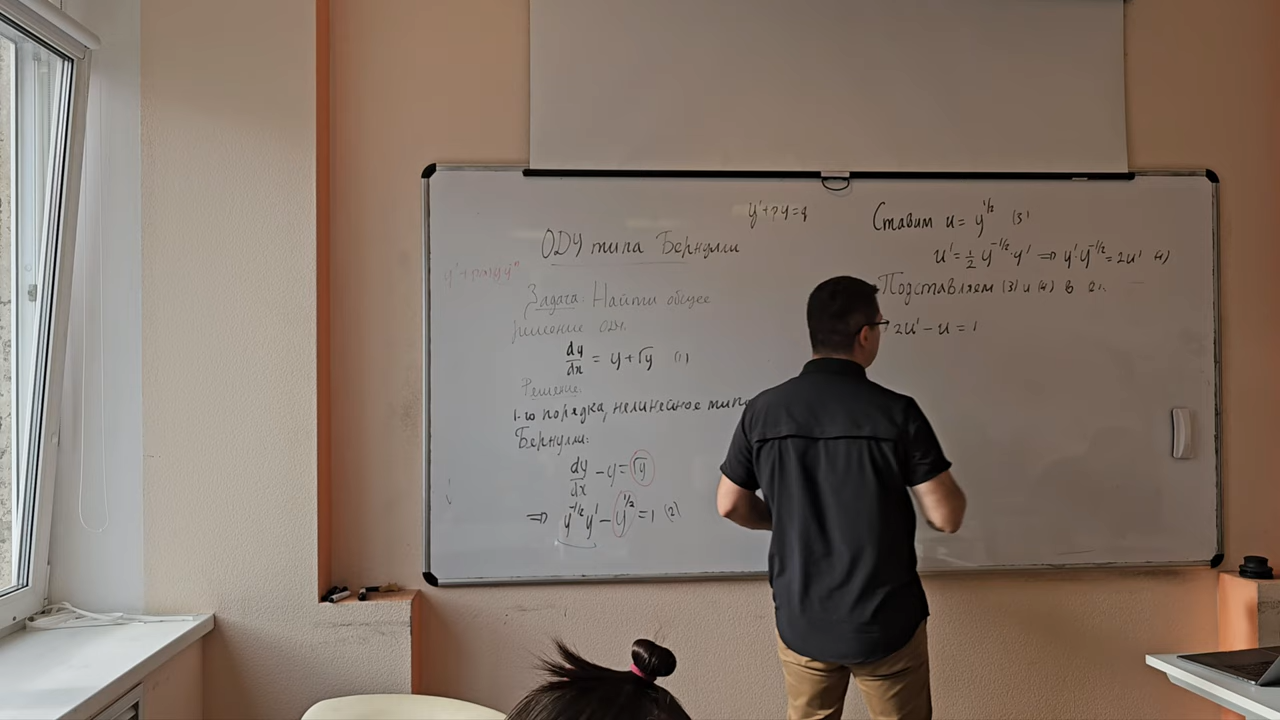 y'+py=q
ОДУ типа Бернулли
Задача: Найти общее
решение ОДУ.
dy/dx = y+√y (1)
Решение:
1-го порядка, нелинейное типа
Бернулли:
dy/dx -y=√y
⇒ y^{-1/2}y' - y^{1/2} = 1 (2)
Ставим u= y^{1/2} (3)
u'= 1/2 y^{-1/2}·y' ⇒ y'·y^{-1/2}=2u' (4)
Подставляем (3) и (4) в
2u' - u = 1